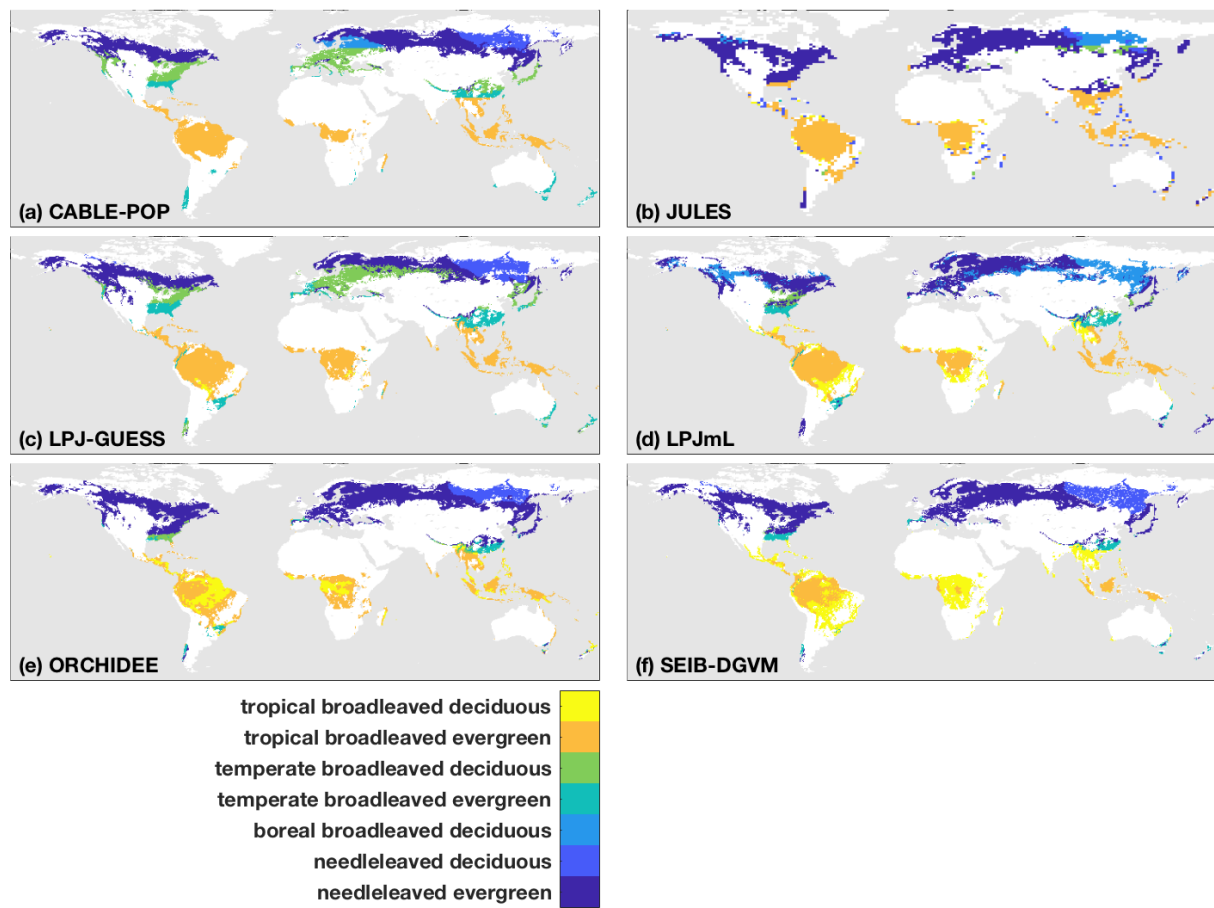 (a) CABLE-POP
(b) JULES
(c) LPJ-GUESS
(d) LPJmL
(e) ORCHIDEE
(f) SEIB-DGVM
tropical broadleaved deciduous
tropical broadleaved evergreen
temperate broadleaved deciduous
temperate broadleaved evergreen
boreal broadleaved deciduous
needleleaved deciduous
needleleaved evergreen